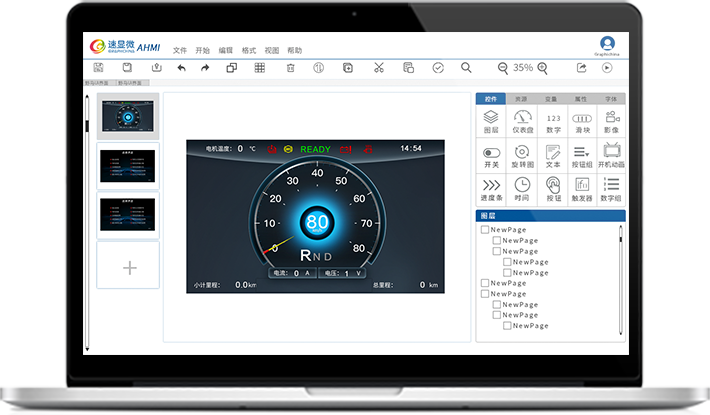 速显微
GRAPHICHINA
AHMI
文件 开始 编辑 格式 视图 帮助
Graphichina
35%
电机温度: 0 ℃
READY
14:54
0 10 20 30 40 50 60 70 80
80
km/h
R N D
电流: 0 A
电压: 1 V
小计里程: 0.0km
总里程: 0 km
控件 资源 变量 属性 字体
图层 仪表盘 数字 滑块 影像
123
开关 旋转图 文本 按钮组 开机动画
进度条 时间 按钮 触发器 数字组
图层
NewPage
NewPage
NewPage
NewPage
NewPage
NewPage
NewPage
NewPage
NewPage